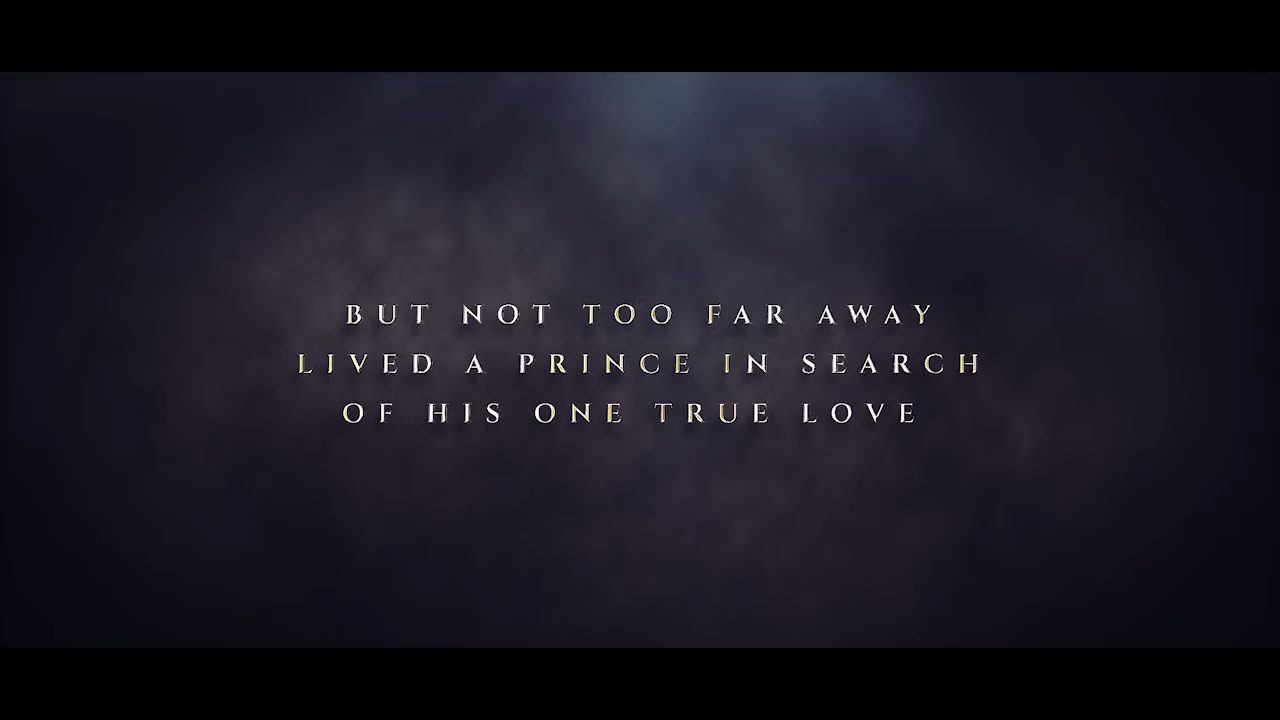 BUT NOT TOO FAR AWAY
LIVED A PRINCE IN SEARCH
OF HIS ONE TRUE LOVE